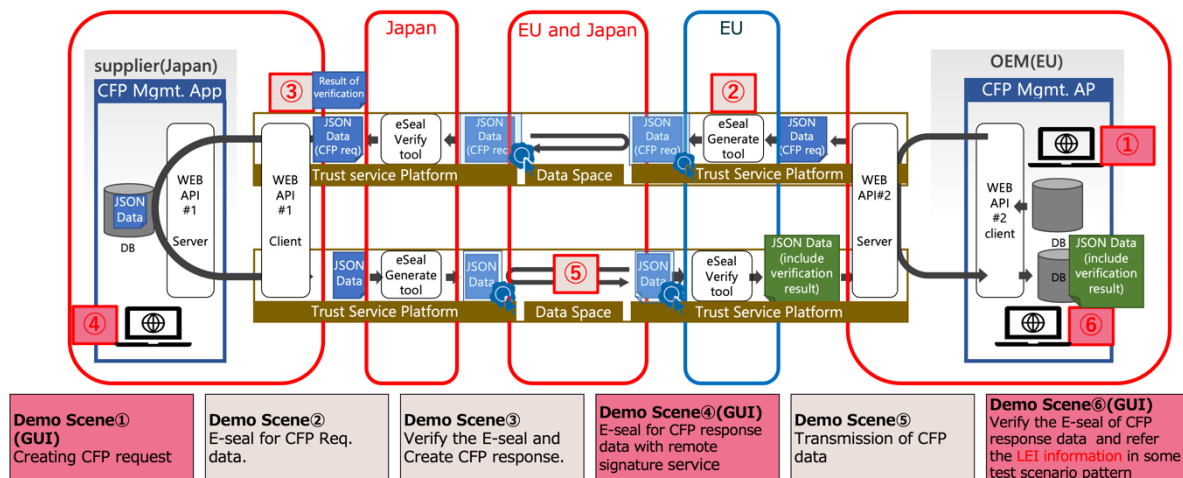 Japan
EU and Japan
EU
supplier(Japan)
OEM(EU)
CFP Mgmt. App
CFP Mgmt. AP
③
Result of
verification
②
①
JSON
Data
(CFP req)
eSeal
Verify
tool
JSON
Data
(CFP req)
JSON
Data
(CFP req)
eSeal
Generate
tool
JSON
Data
(CFP req)
Trust service Platform
Data Space
Trust Service Platform
JSON
Data
DB
WEB
API
#1
Server
WEB
API
#1
Client
WEB
API#2
Server
WEB
API
#2
client
DB
DB
JSON Data
(include
verification
result)
JSON
Data
eSeal
Generate
tool
JSON
Data
⑤
JSON
Data
eSeal
Verify
tool
JSON Data
(include
verification
result)
Trust Service Platform
Data Space
Trust Service Platform
④
⑥
Demo Scene①
(GUI)
Creating CFP request
Demo Scene②
E-seal for CFP Req.
data.
Demo Scene③
Verify the E-seal and
Create CFP response.
Demo Scene④(GUI)
E-seal for CFP response
data with remote
signature service
Demo Scene⑤
Transmission of CFP
data
Demo Scene⑥(GUI)
Verify the E-seal of CFP
response data and refer
the LEI information in some
test scenario pattern